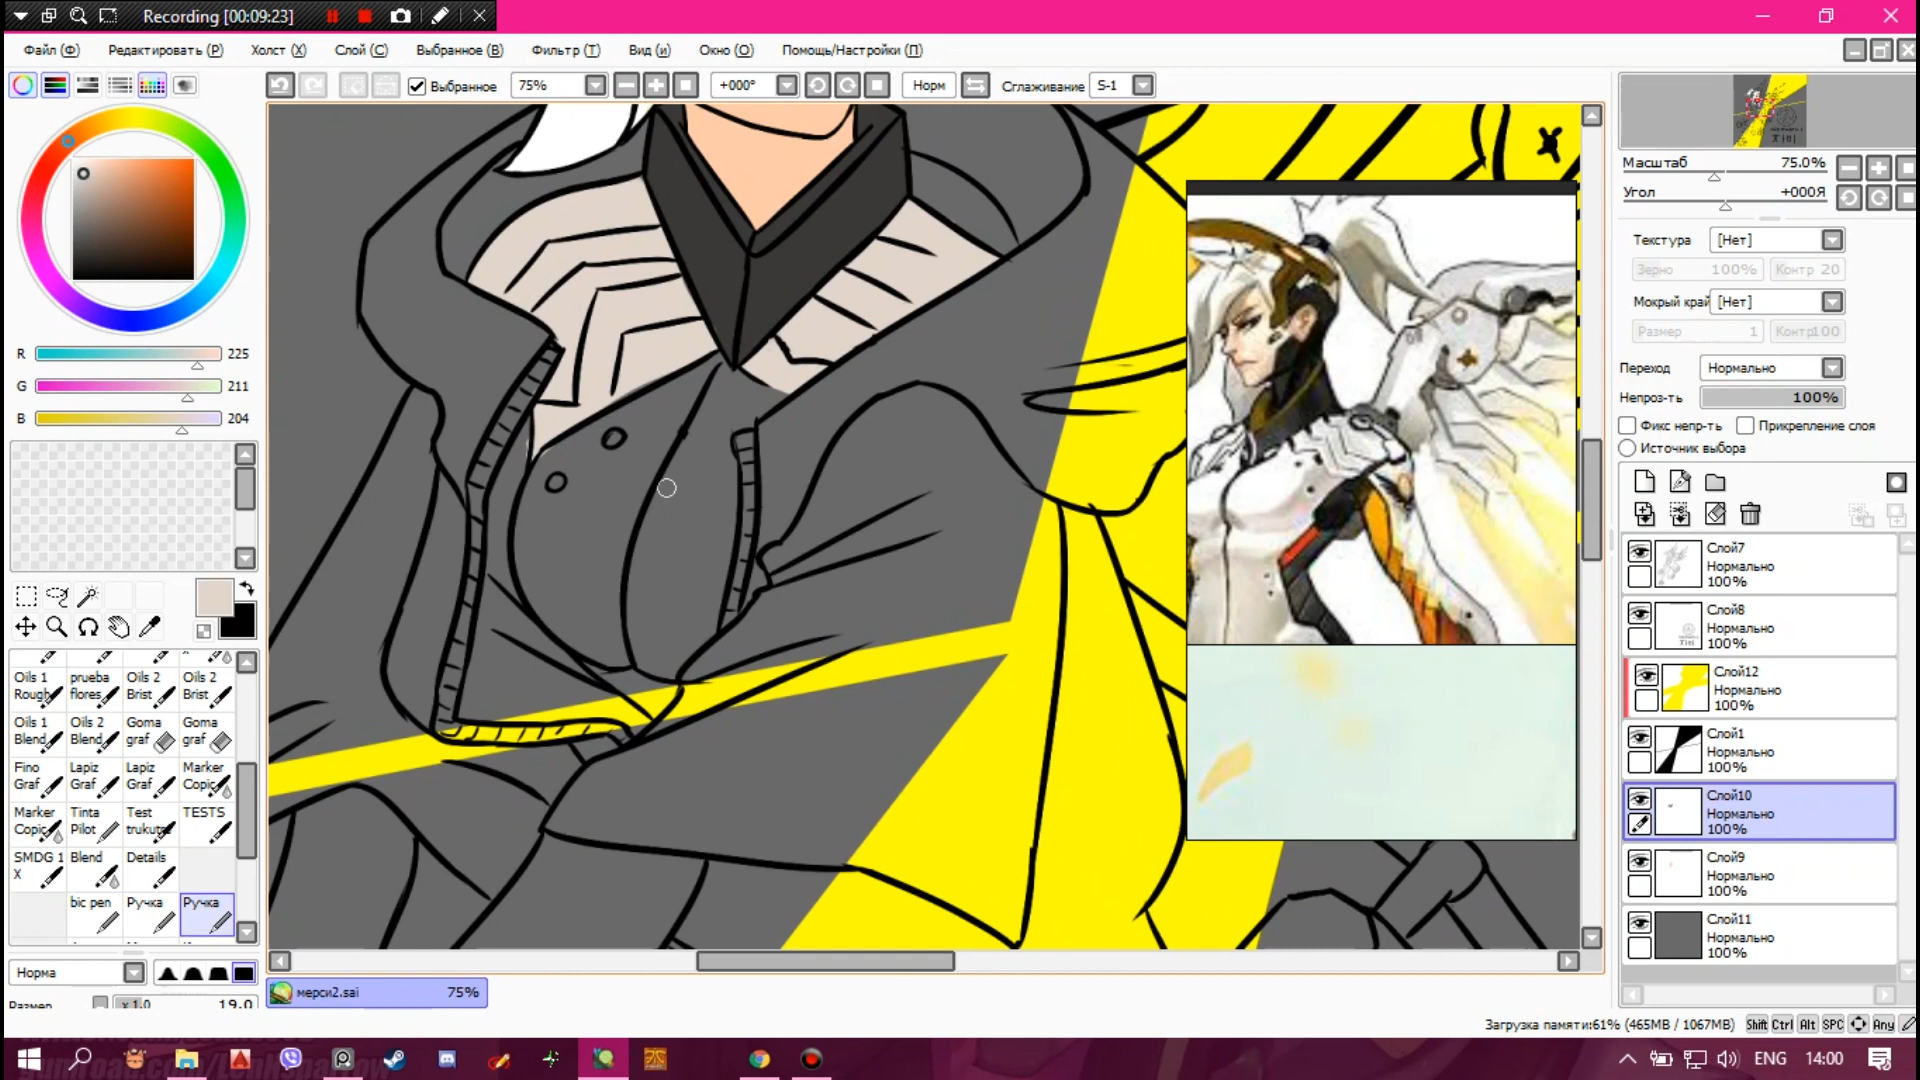 Recording [00:09:23]
Файл (Ф) Редактировать (Р) Холст (Х) Слой (С) Выбранное (В) Фильтр (Т) Вид (и) Окно (О) Помощь/Настройки (П)
Выбранное 75% +000° Норм Сглаживание S-1
Масштаб 75.0%
Угол +000Я
Текстура [Нет]
Зерно 100% Контр 20
Мокрый край [Нет]
Размер 1 Контр100
Переход Нормально
Непроз-ть 100%
Фикс непр-ть Прикрепление слоя
Источник выбора
R 225
G 211
B 204
Oils 1 Rough
prueba flores
Oils 2 Brist
Oils 2 Brist
Oils 1 Blend
Oils 2 Blend
Goma graf
Goma graf
Fino Graf
Lapiz Graf
Lapiz Graf
Marker Copic
Marker Copic
Tinta Pilot
Test trukutr
TESTS
SMDG 1 X
Blend
Details
bic pen
Ручка
Ручка
Норма
Размер x 1.0 19.0
Слой7
Нормально
100%
Слой8
Нормально
100%
Слой12
Нормально
100%
Слой1
Нормально
100%
Слой10
Нормально
100%
Слой9
Нормально
100%
Слой11
Нормально
100%
мерси2.sai 75%
Загрузка памяти:61% (465MB / 1067MB) Shift Ctrl Alt SPC Any
ENG 14:00